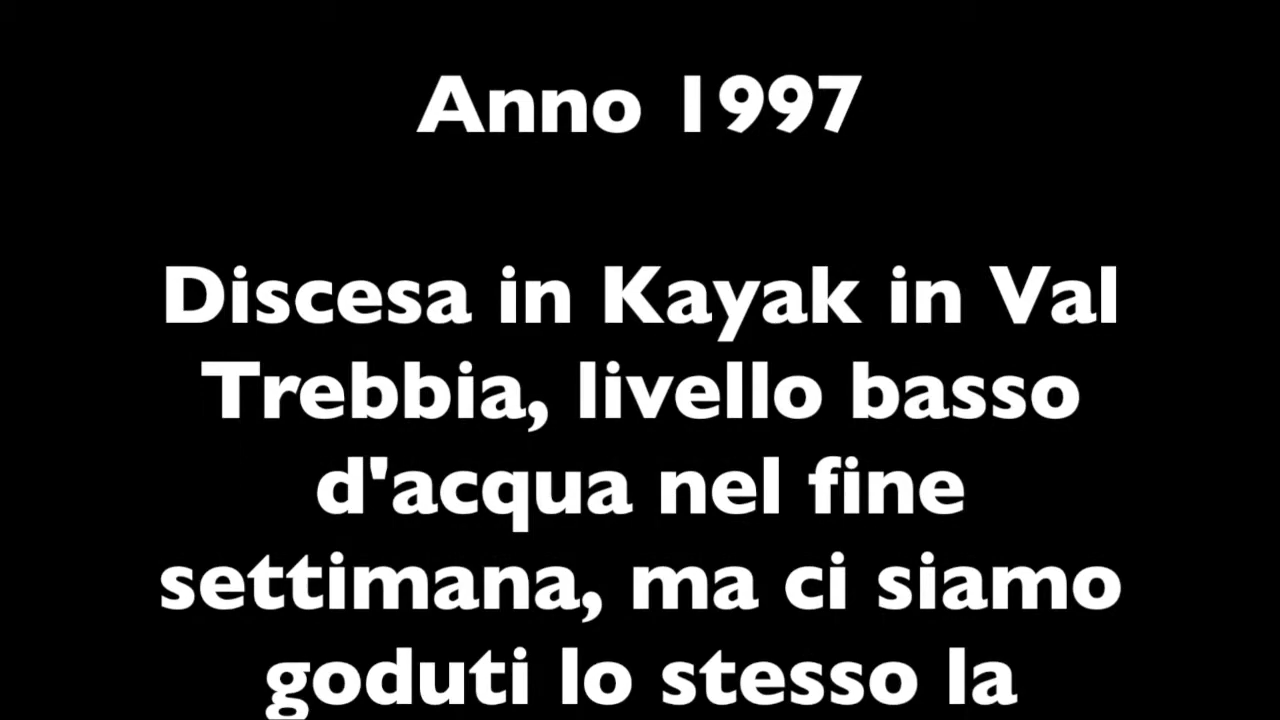 Anno 1997
Discesa in Kayak in Val
Trebbia, livello basso
d'acqua nel fine
settimana, ma ci siamo
goduti lo stesso la